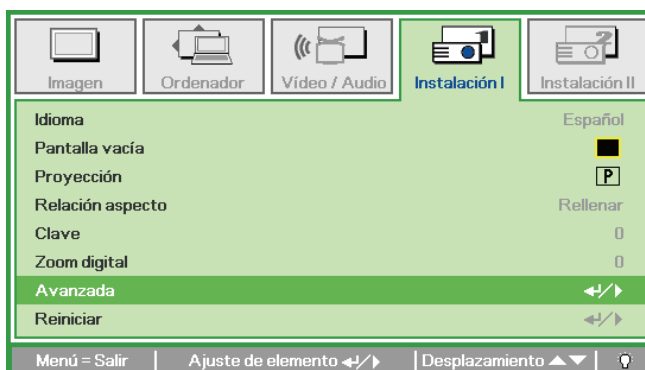 Imagen
Ordenador
Vídeo / Audio
Instalación I
Instalación II
Idioma Español
Pantalla vacía
Proyección P
Relación aspecto Rellenar
Clave 0
Zoom digital 0
Avanzada ↵/▶
Reiniciar ↵/▶
Menú = Salir | Ajuste de elemento ↵/▶ | Desplazamiento ▲▼ |